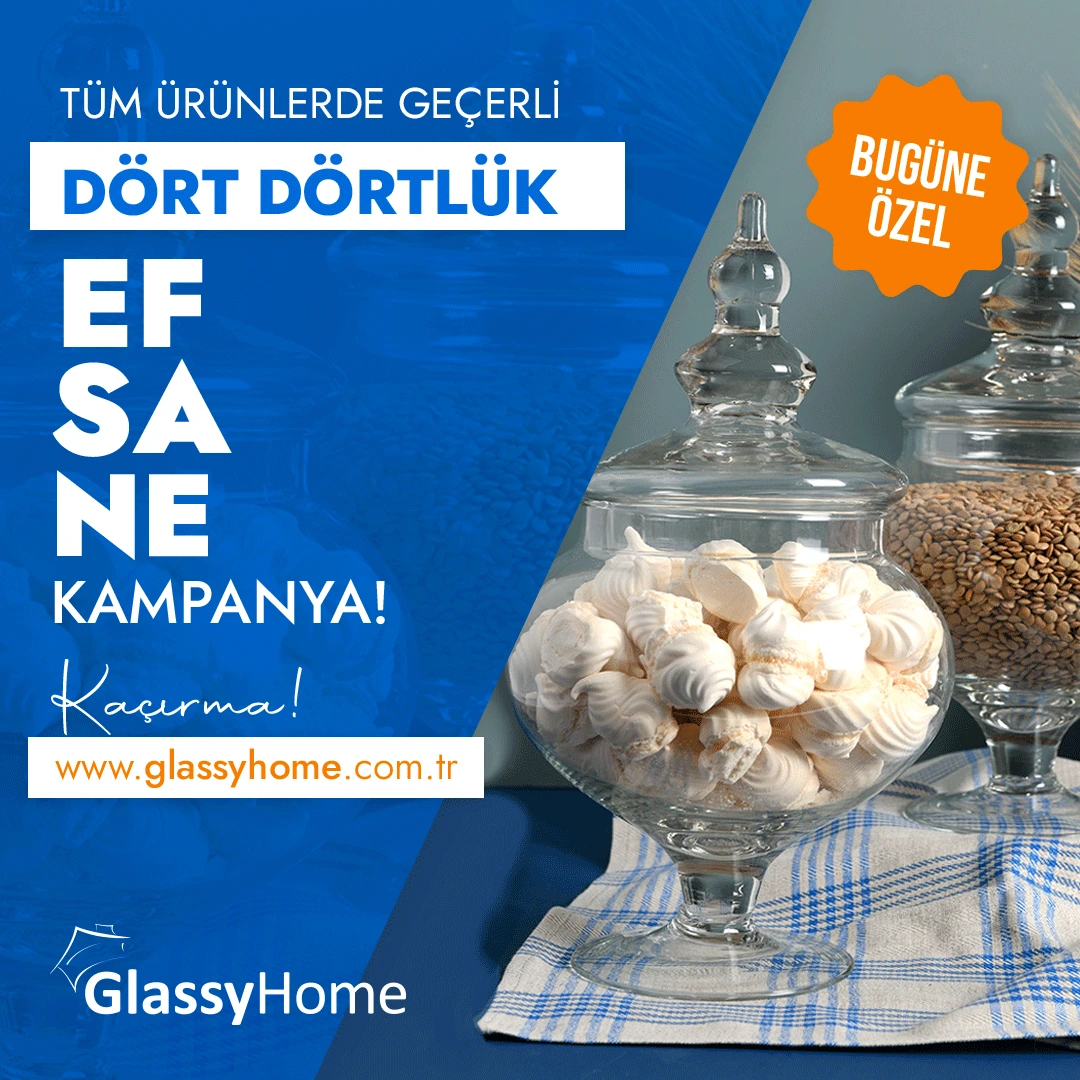 TÜM ÜRÜNLERDE GEÇERLİ
DÖRT DÖRTLÜK
EF
SA
NE
KAMPANYA!
Kaçırma!
www.glassyhome.com.tr
GlassyHome
BUGÜNE
ÖZEL